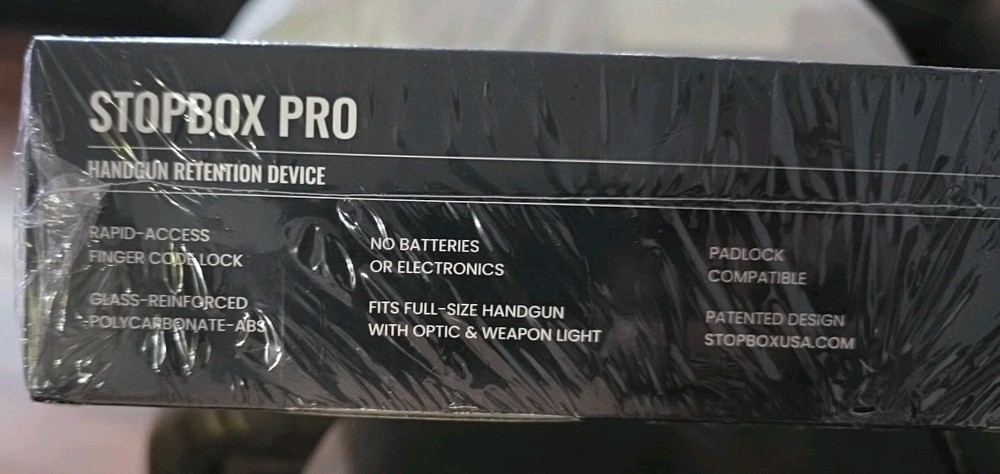 STOPBOX PRO
HANDGUN RETENTION DEVICE
RAPID-ACCESS
FINGER CODE LOCK
GLASS-REINFORCED
POLYCARBONATE-ABS
NO BATTERIES
OR ELECTRONICS
FITS FULL-SIZE HANDGUN
WITH OPTIC & WEAPON LIGHT
PADLOCK
COMPATIBLE
PATENTED DESIGN
STOPBOXUSA.COM